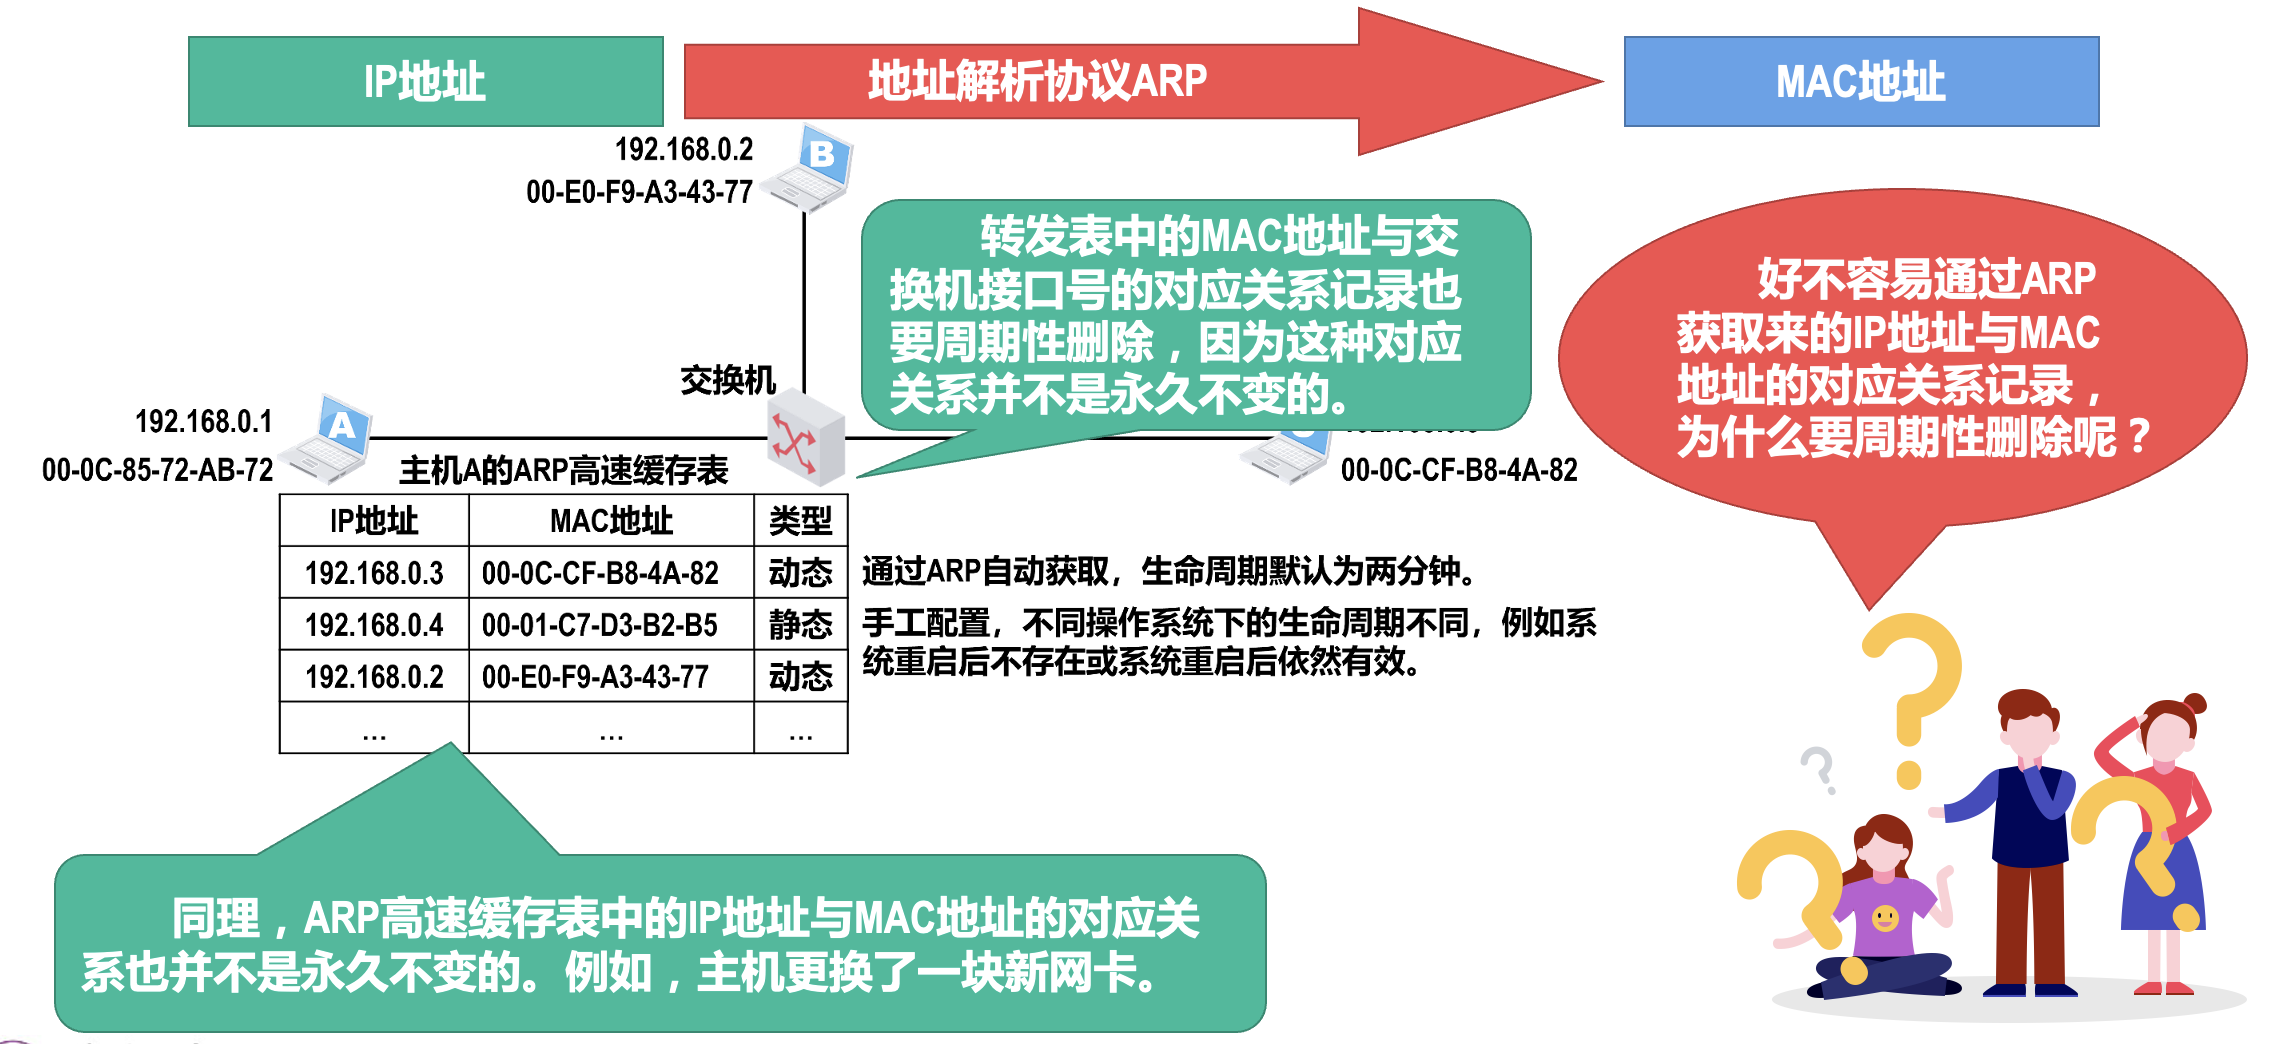 IP地址
地址解析协议ARP
MAC地址
192.168.0.2
00-E0-F9-A3-43-77
B
转发表中的MAC地址与交
换机接口号的对应关系记录也
要周期性删除，因为这种对应
关系并不是永久不变的。
好不容易通过ARP
获取来的IP地址与MAC
地址的对应关系记录，
为什么要周期性删除呢？
交换机
192.168.0.1
00-0C-85-72-AB-72
A
00-0C-CF-B8-4A-82
主机A的ARP高速缓存表
IP地址 MAC地址 类型
192.168.0.3 00-0C-CF-B8-4A-82 动态
通过ARP自动获取，生命周期默认为两分钟。
192.168.0.4 00-01-C7-D3-B2-B5 静态
手工配置，不同操作系统下的生命周期不同，例如系
统重启后不存在或系统重启后依然有效。
192.168.0.2 00-E0-F9-A3-43-77 动态
… … …
同理，ARP高速缓存表中的IP地址与MAC地址的对应关
系也并不是永久不变的。例如，主机更换了一块新网卡。